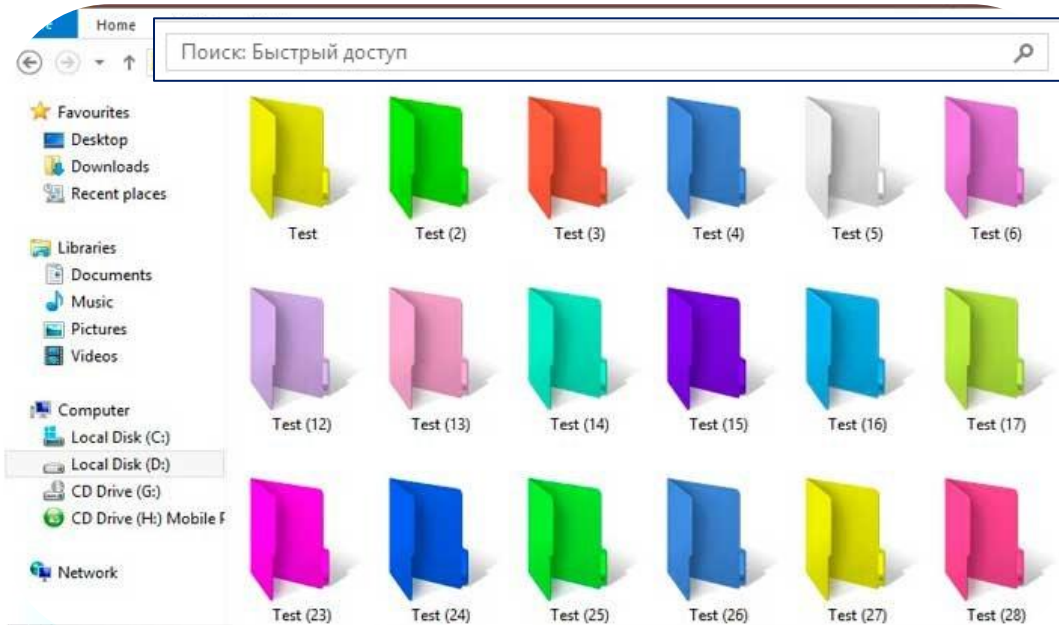 Home
Поиск: Быстрый доступ
Favourites
Desktop
Downloads
Recent places
Libraries
Documents
Music
Pictures
Videos
Computer
Local Disk (C:)
Local Disk (D:)
CD Drive (G:)
CD Drive (H:) Mobile
Network
Test Test (2) Test (3) Test (4) Test (5) Test (6)
Test (12) Test (13) Test (14) Test (15) Test (16) Test (17)
Test (23) Test (24) Test (25) Test (26) Test (27) Test (28)